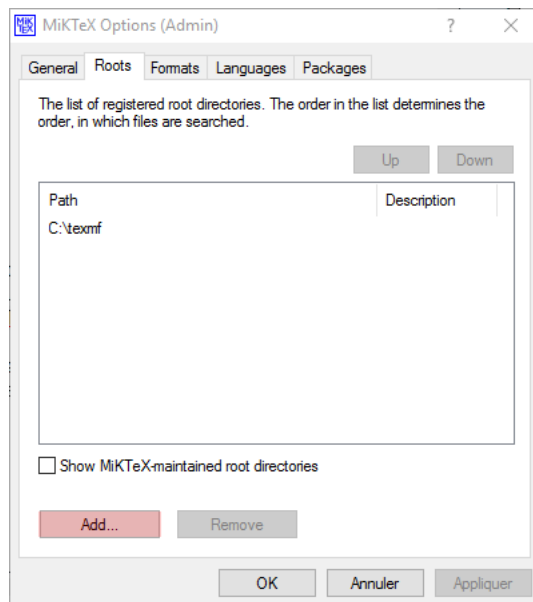 MiKTeX Options (Admin)
General Roots Formats Languages Packages
The list of registered root directories. The order in the list determines the
order, in which files are searched.
Up Down
Path Description
C:\texmf
Show MiKTeX-maintained root directories
Add... Remove
OK Annuler Appliquer